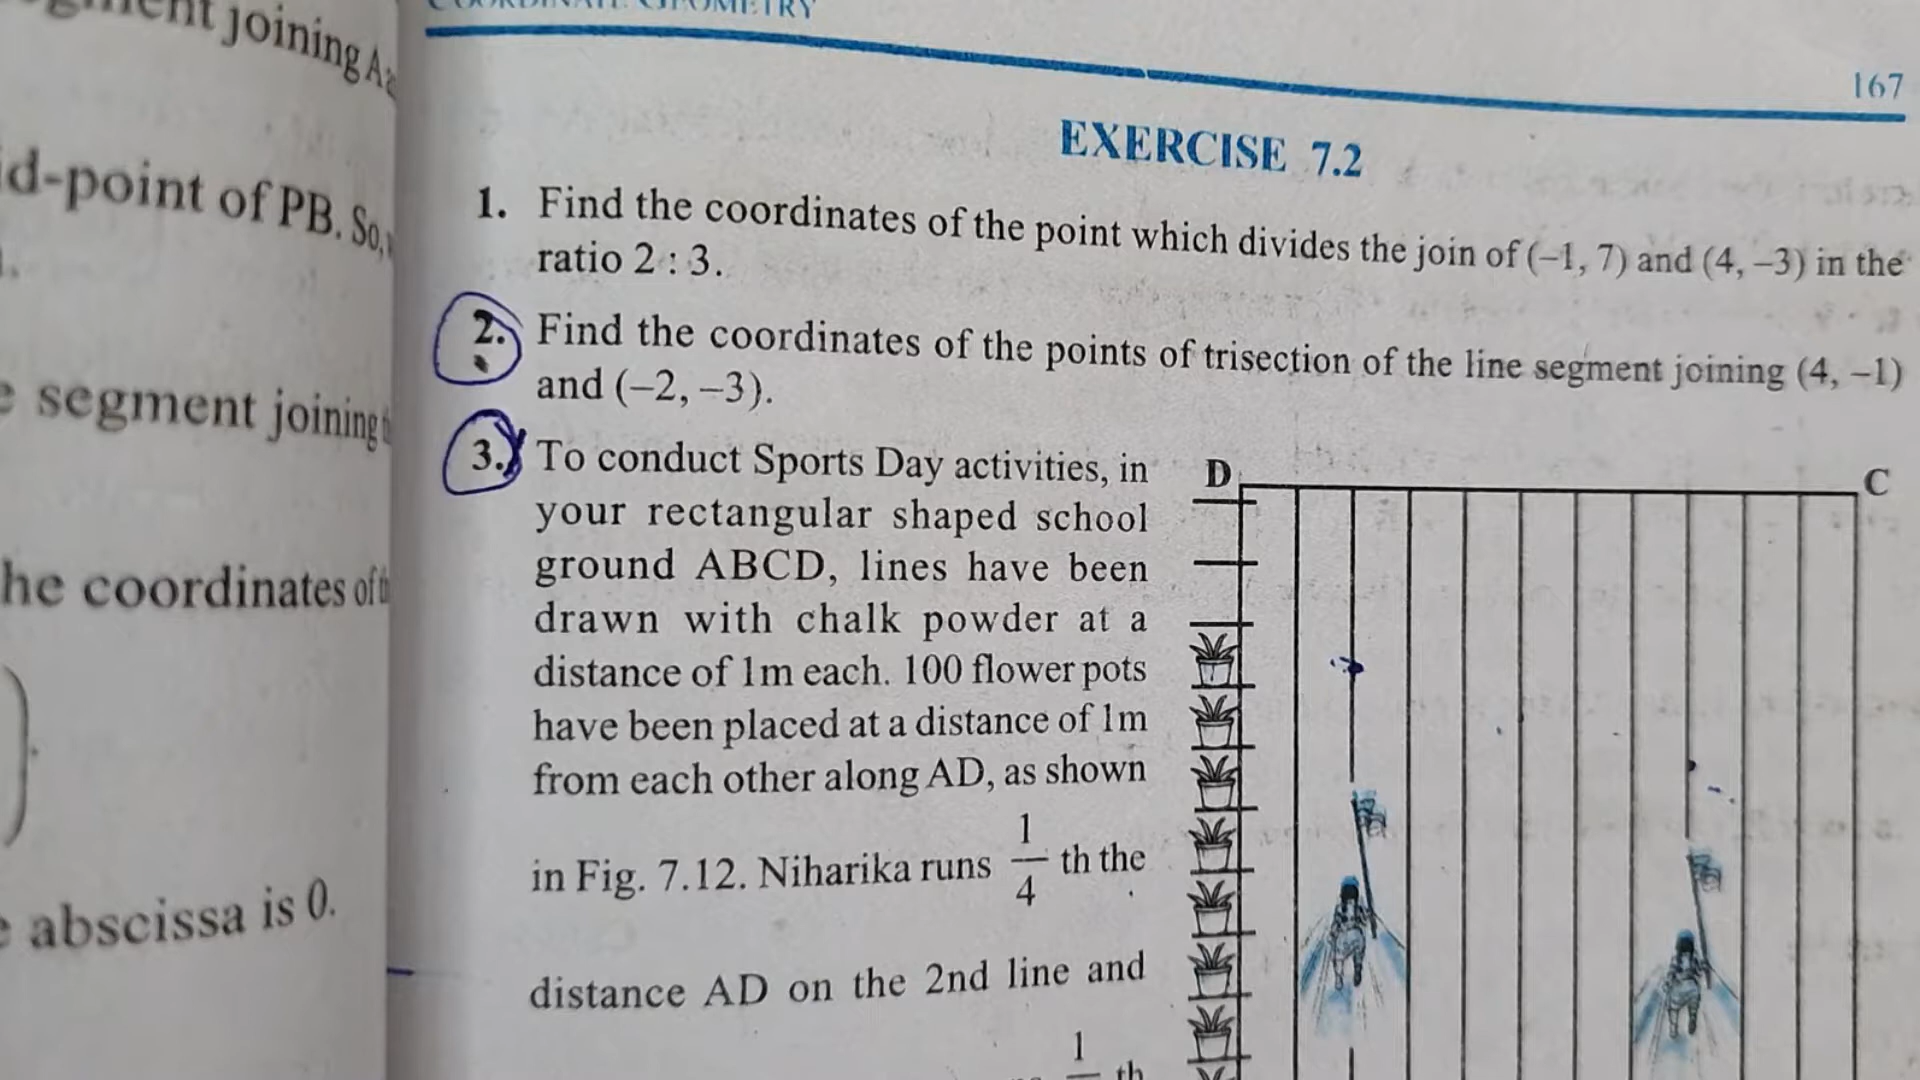 joining
d-point of PB. So,
segment joining
he coordinates of
abscissa is 0.
COORDINATE GEOMETRY
167
EXERCISE 7.2
1. Find the coordinates of the point which divides the join of (–1, 7) and (4, –3) in the
ratio 2 : 3.
2. Find the coordinates of the points of trisection of the line segment joining (4, –1)
and (–2, –3).
3. To conduct Sports Day activities, in
your rectangular shaped school
ground ABCD, lines have been
drawn with chalk powder at a
distance of 1m each. 100 flower pots
have been placed at a distance of 1m
from each other along AD, as shown
in Fig. 7.12. Niharika runs 1/4 th the
distance AD on the 2nd line and
1 th
D C